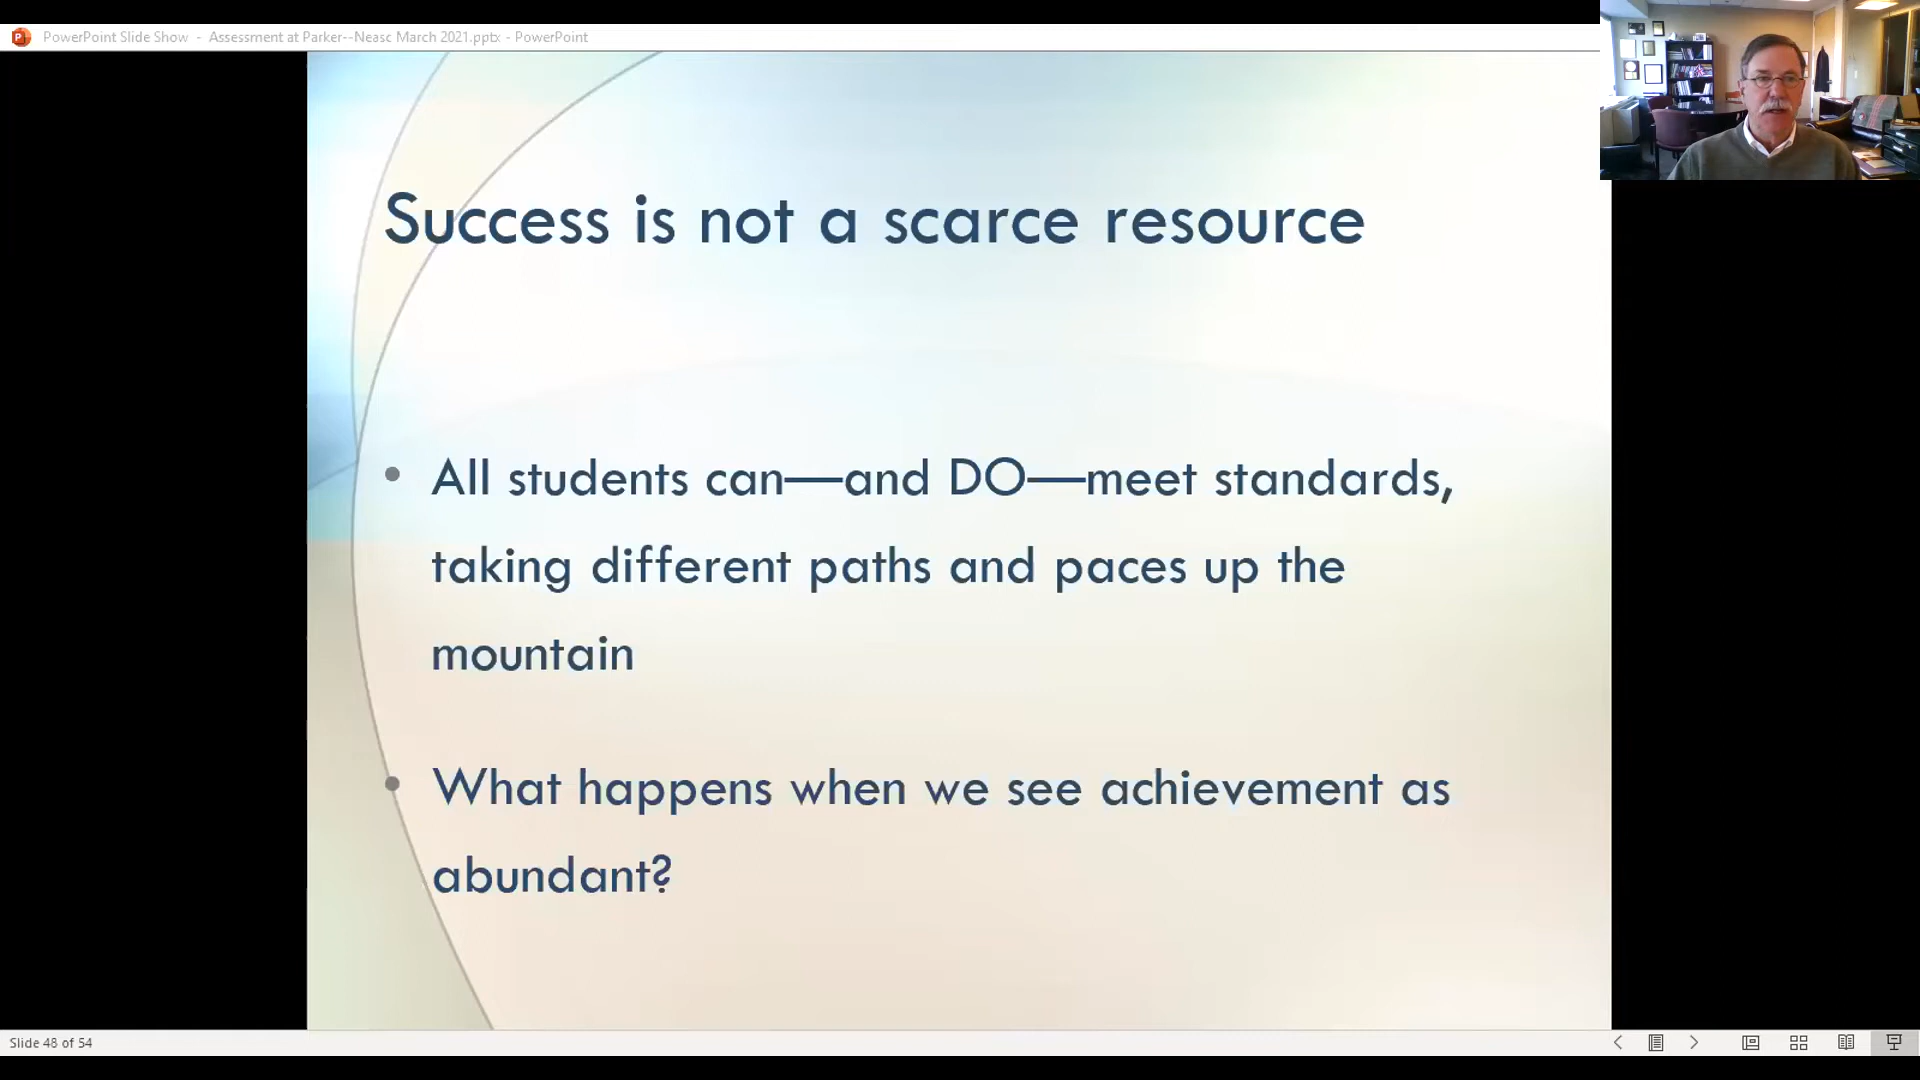 PowerPoint Slide Show - Assessment at Parker--Neasc March 2021.pptx - PowerPoint
Success is not a scarce resource
• All students can—and DO—meet standards,
taking different paths and paces up the
mountain
• What happens when we see achievement as
abundant?
Slide 48 of 54